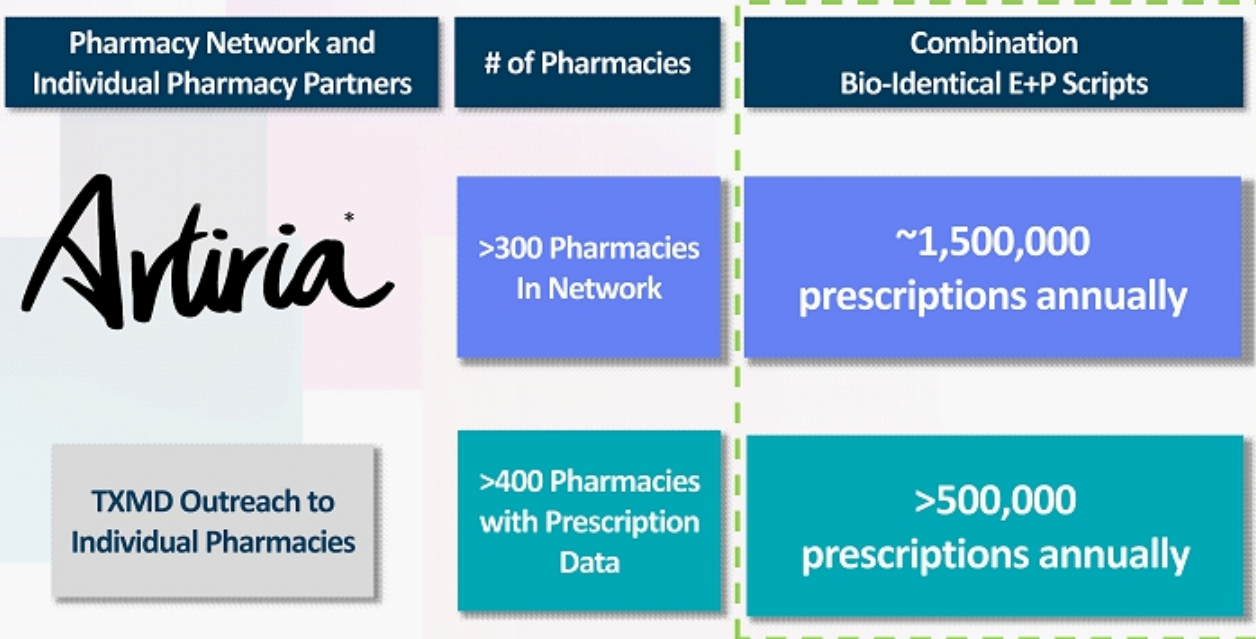 Pharmacy Network and
Individual Pharmacy Partners
# of Pharmacies
Combination
Bio-Identical E+P Scripts
Artiria*
>300 Pharmacies
In Network
~1,500,000
prescriptions annually
TXMD Outreach to
Individual Pharmacies
>400 Pharmacies
with Prescription
Data
>500,000
prescriptions annually